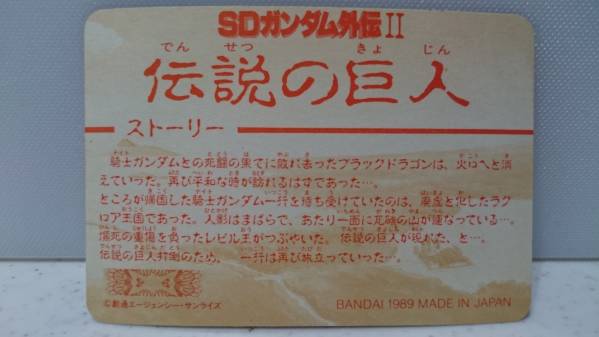 SDガンダム外伝II
でん せつ きょ じん
伝説の巨人
ストーリー
騎士ガンダムとの死闘の果てに敗れ去ったブラックドラゴンは、火口へと消
えていった。再び平和な時が訪れるはずであった…。
ところが帰国した騎士ガンダム一行を待ち受けていたのは、廃虚と化したラク
ロア王国であった。人影はまばらで、あたり一面に瓦礫の山が連なっている…。
瀕死の重傷を負ったレビル王がつぶやいた。伝説の巨人が現れた、と…。
伝説の巨人打倒のため、一行は再び旅立っていった…。
©創通エージェンシー・サンライズ
BANDAI 1989 MADE IN JAPAN